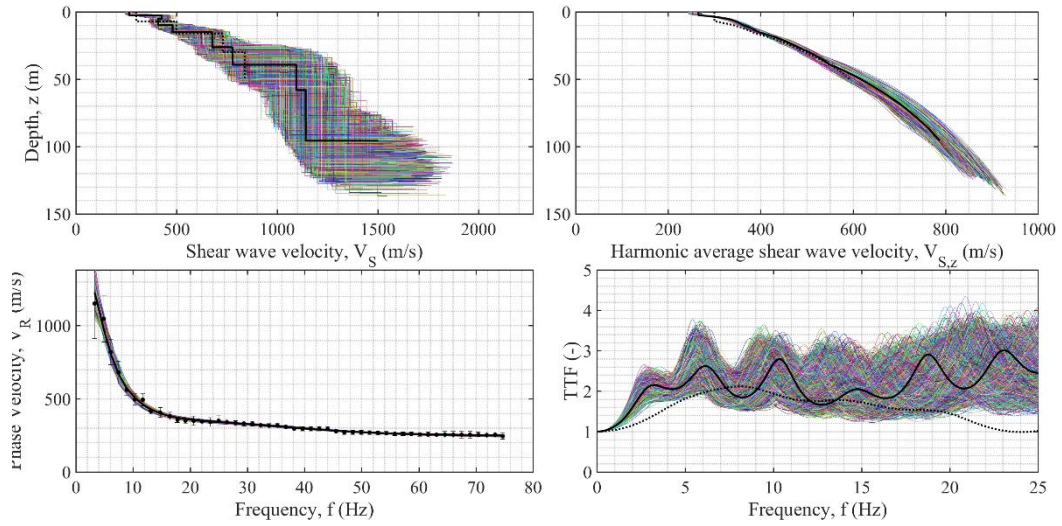 0
50
100
150
Depth, z (m)
0 500 1000 1500 2000
Shear wave velocity, V_S (m/s)
0
50
100
150
0 200 400 600 800 1000
Harmonic average shear wave velocity, V_S,z (m/s)
1000
500
0
Phase velocity, v_R (m/s)
0 10 20 30 40 50 60 70 80
Frequency, f (Hz)
5
4
3
2
1
0
TTF (-)
0 5 10 15 20 25
Frequency, f (Hz)